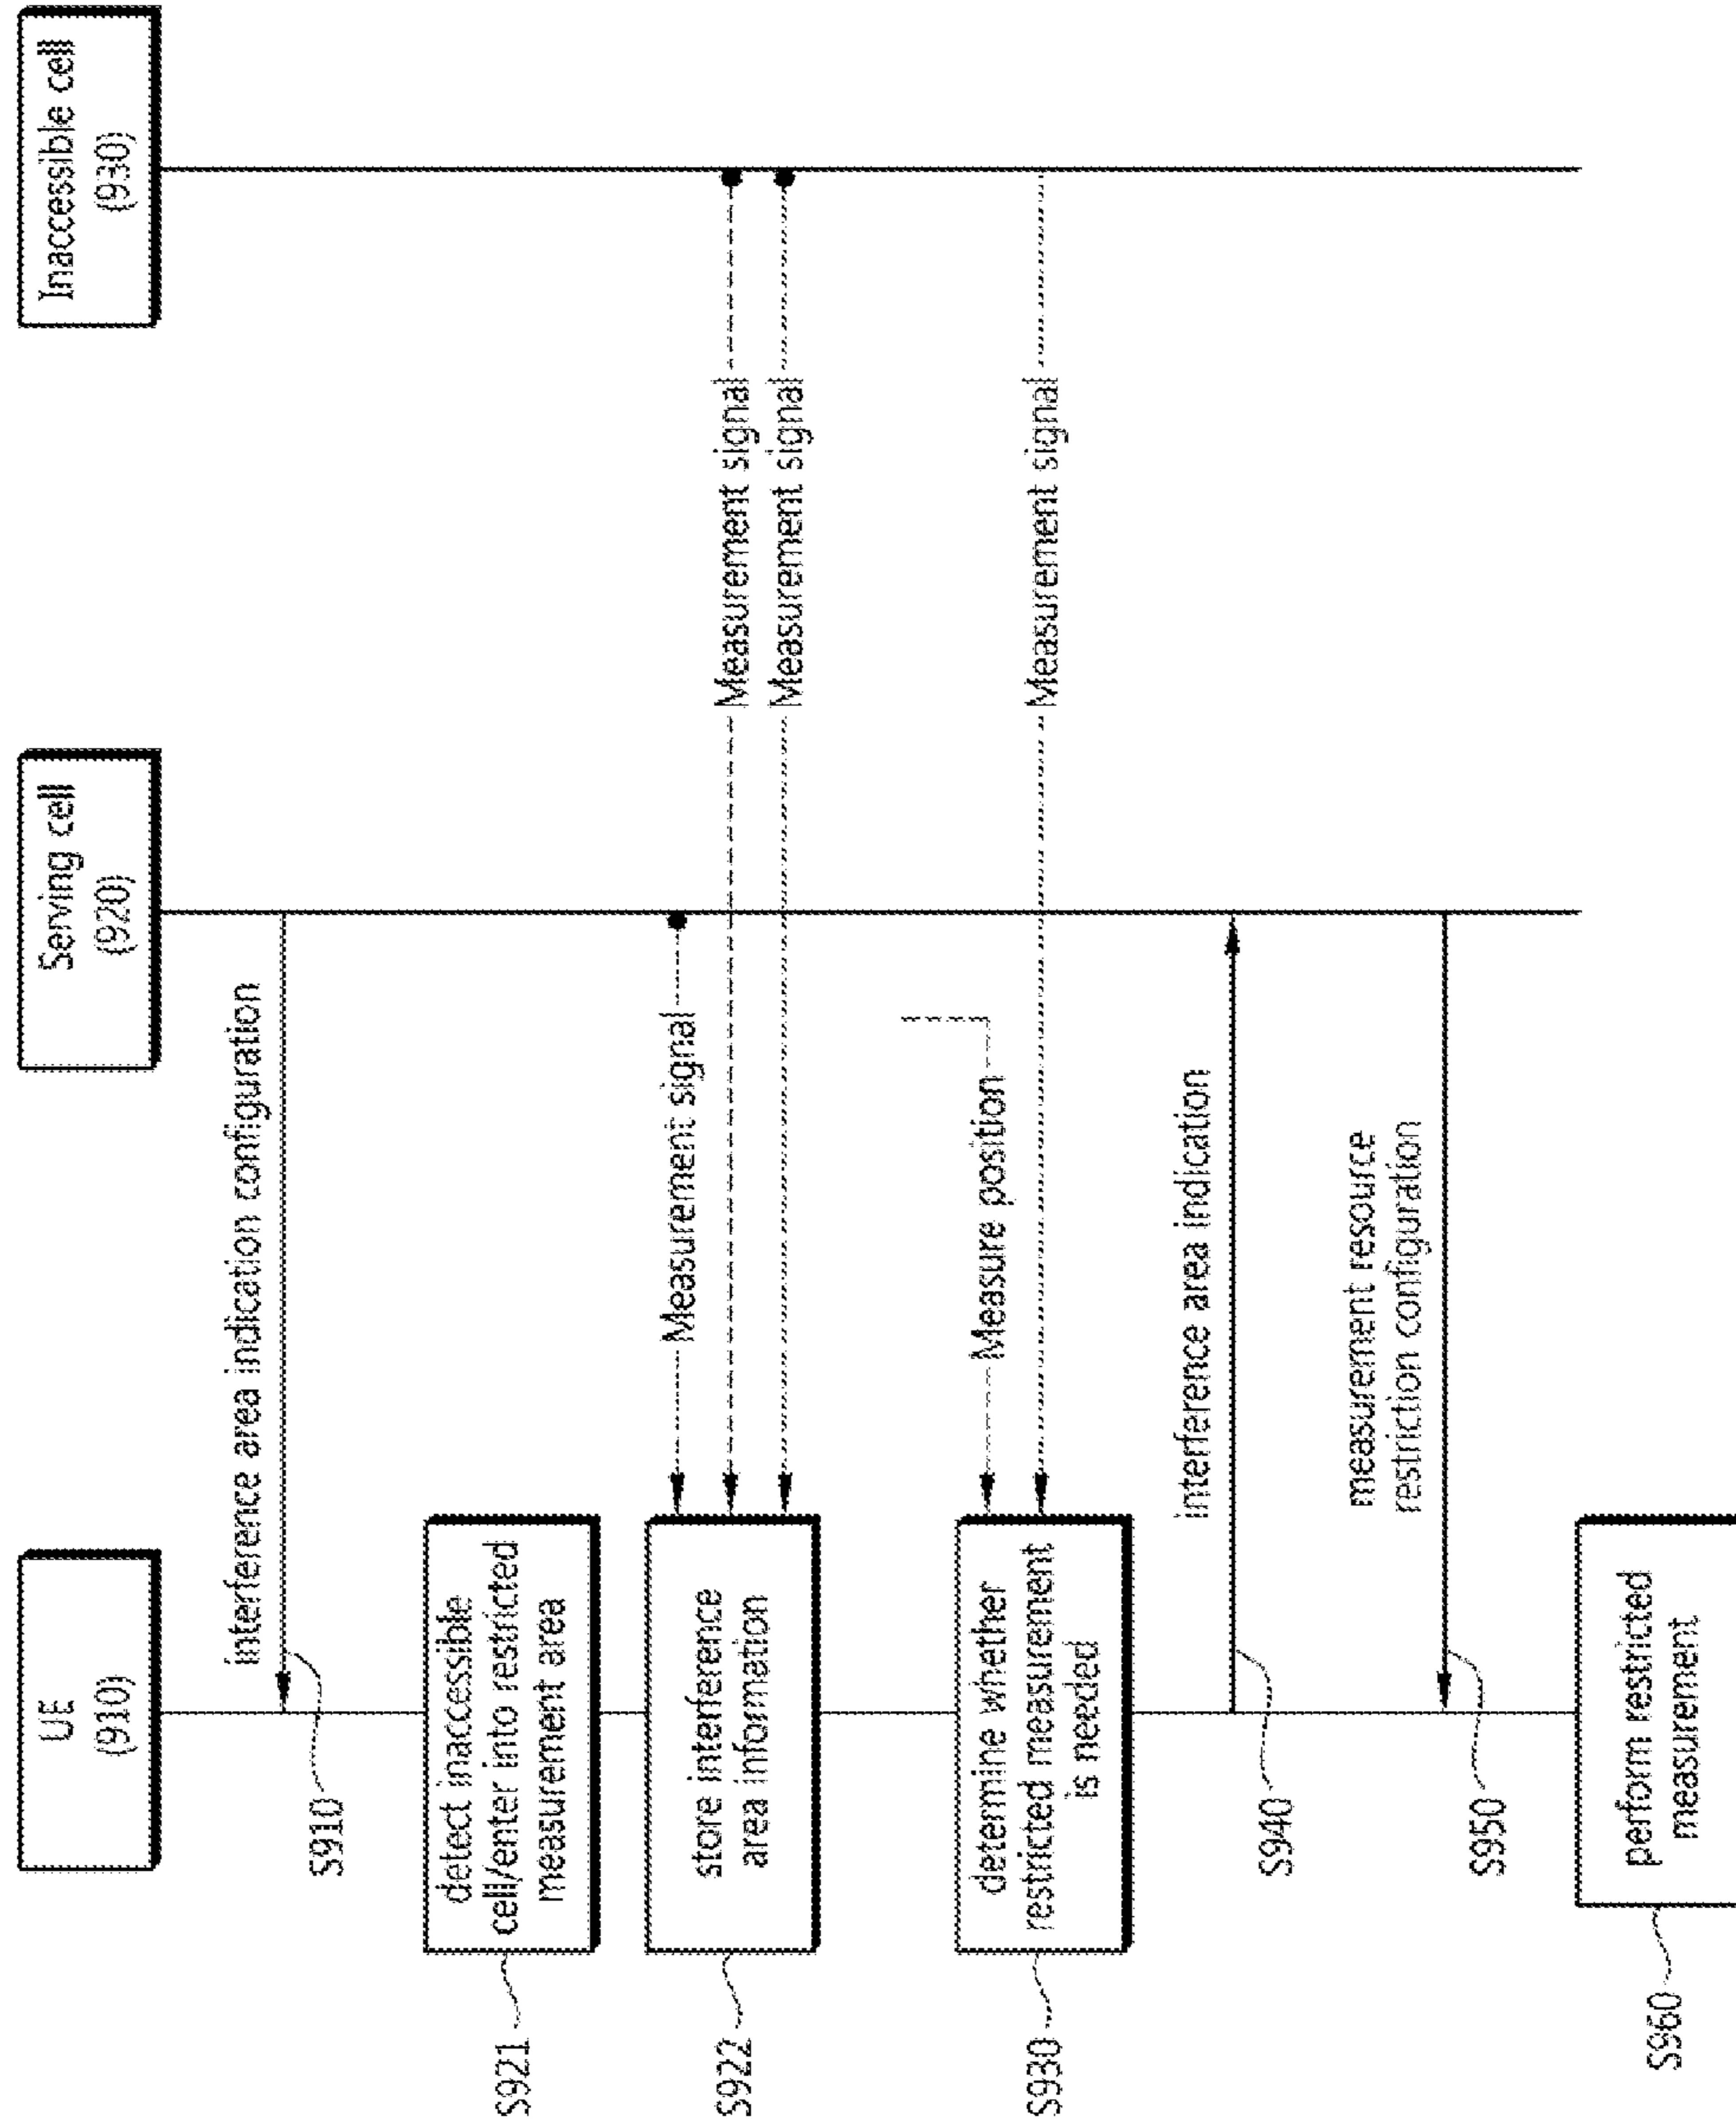 UE
(910)
Serving cell
(920)
Inaccessible cell
(930)
interference area indication configuration
S910
detect inaccessible
cell/enter into restricted
measurement area
S921
store interference
area information
S922
Measurement signal
Measurement signal
Measurement signal
determine whether
restricted measurement
is needed
S930
Measure position
Measurement signal
interference area indication
S940
measurement resource
restriction configuration
S950
perform restricted
measurement
S960